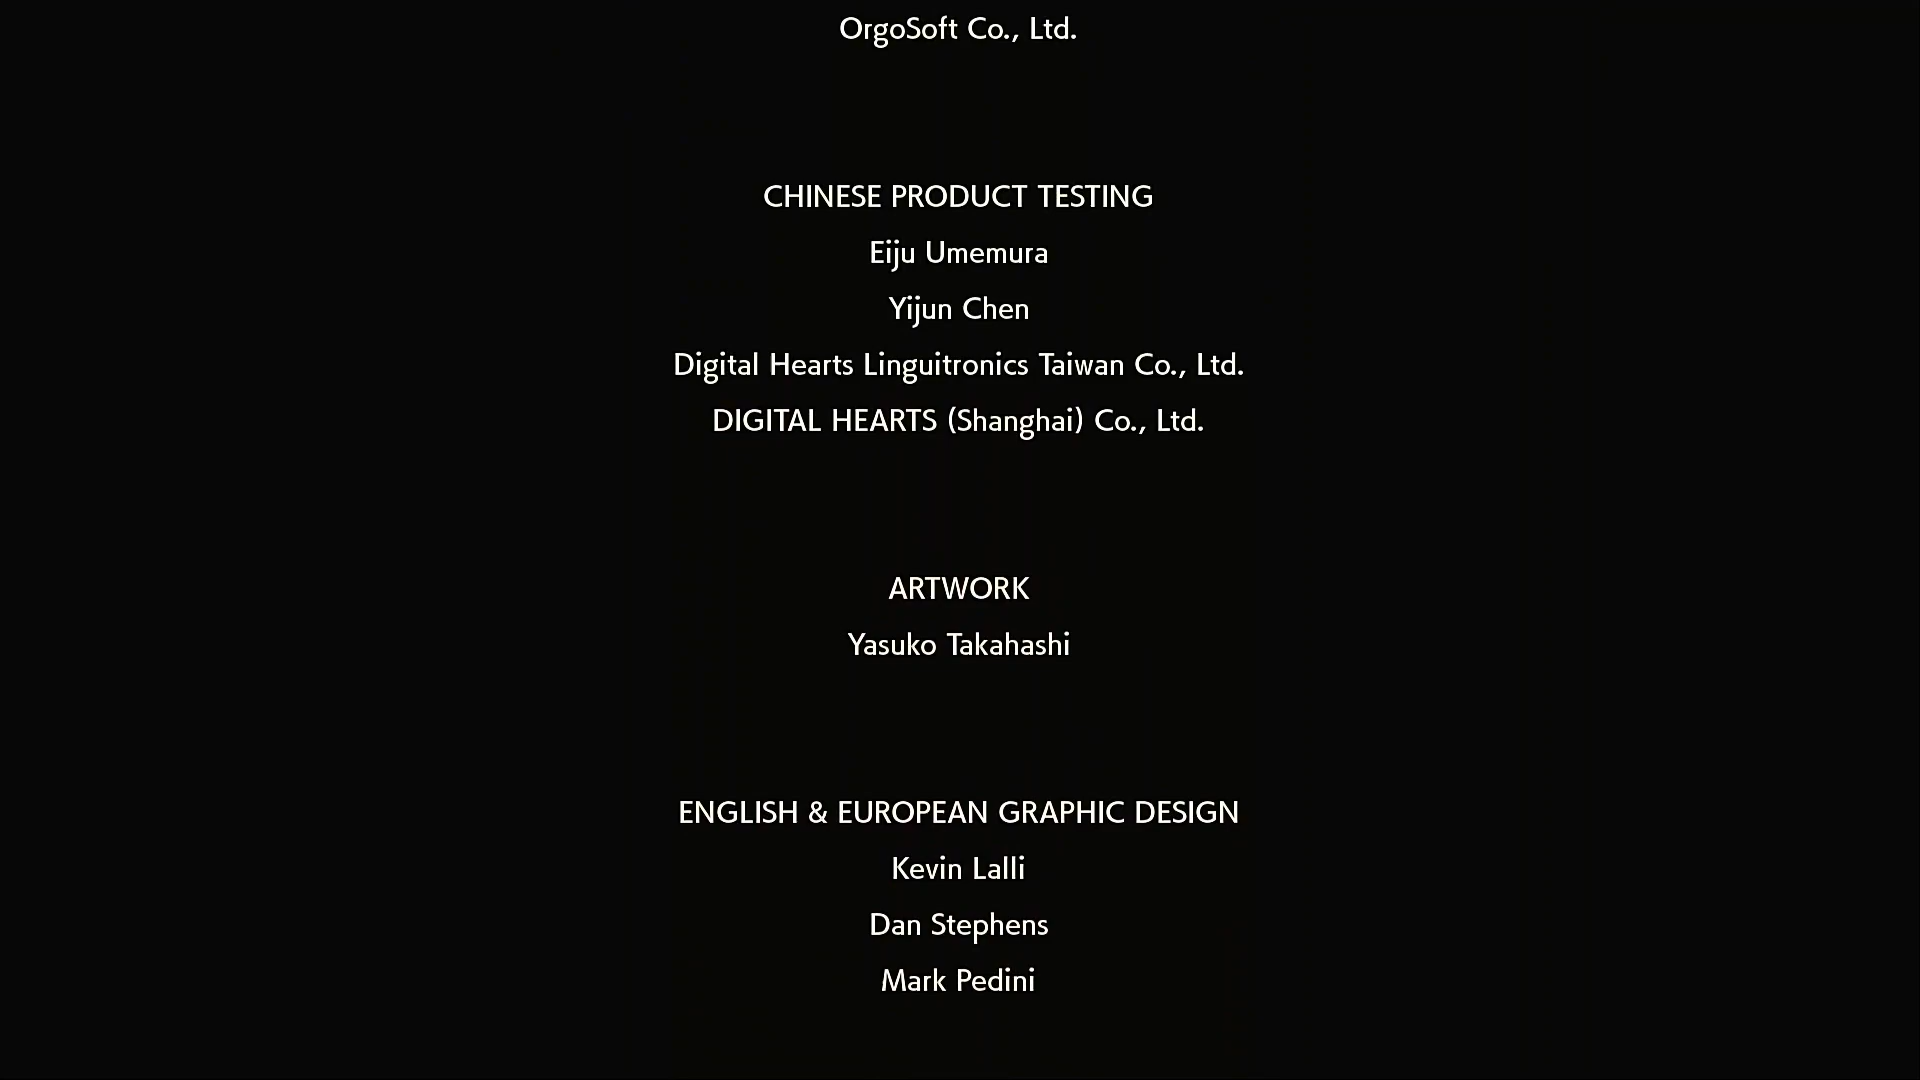 OrgoSoft Co., Ltd.
CHINESE PRODUCT TESTING
Eiju Umemura
Yijun Chen
Digital Hearts Linguitronics Taiwan Co., Ltd.
DIGITAL HEARTS (Shanghai) Co., Ltd.
ARTWORK
Yasuko Takahashi
ENGLISH & EUROPEAN GRAPHIC DESIGN
Kevin Lalli
Dan Stephens
Mark Pedini